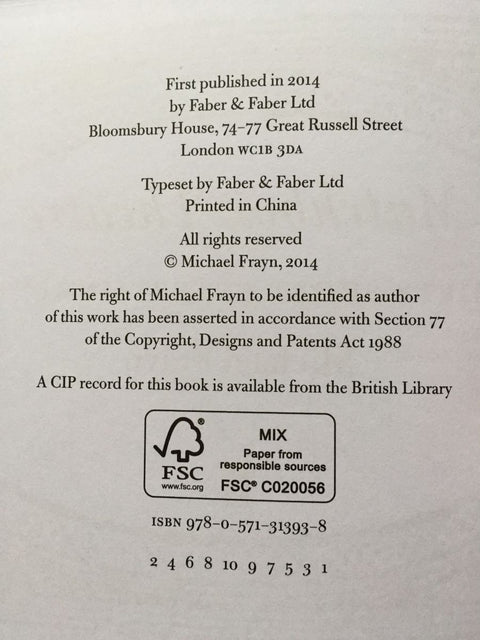 First published in 2014
by Faber & Faber Ltd
Bloomsbury House, 74–77 Great Russell Street
London WC1B 3DA
Typeset by Faber & Faber Ltd
Printed in China
All rights reserved
© Michael Frayn, 2014
The right of Michael Frayn to be identified as author
of this work has been asserted in accordance with Section 77
of the Copyright, Designs and Patents Act 1988
A CIP record for this book is available from the British Library
®
FSC
www.fsc.org
MIX
Paper from
responsible sources
FSC® C020056
ISBN 978–0–571–31393–8
2 4 6 8 10 9 7 5 3 1